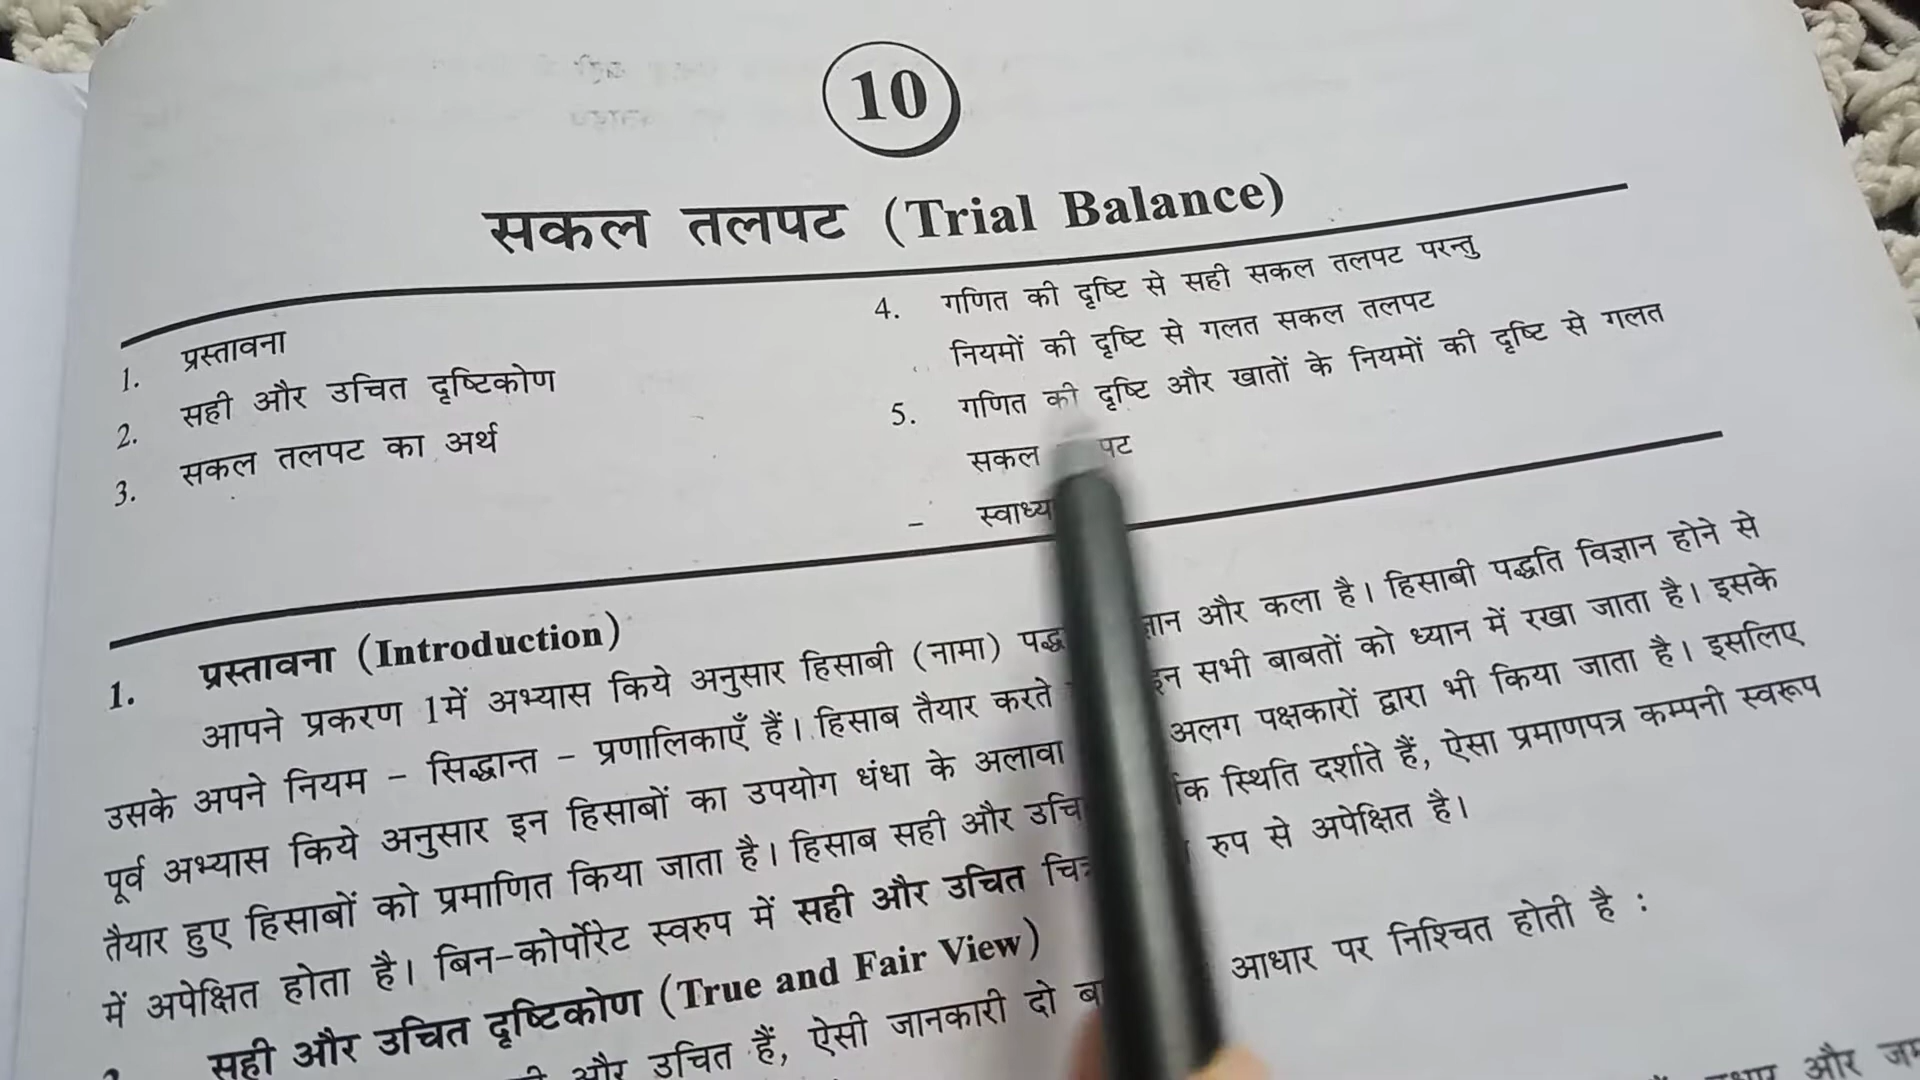 10
सकल तलपट (Trial Balance)
1. प्रस्तावना
2. सही और उचित दृष्टिकोण
3. सकल तलपट का अर्थ
4. गणित की दृष्टि से सही सकल तलपट परन्तु
नियमों की दृष्टि से गलत सकल तलपट
5. गणित की दृष्टि और खातों के नियमों की दृष्टि से गलत
सकल
-
1. प्रस्तावना (Introduction)
आपने प्रकरण 1में अभ्यास किये अनुसार हिसाबी (नामा) और कला है। हिसाबी पद्धति विज्ञान होने से
उसके अपने नियम - सिद्धान्त - प्रणालिकाएँ हैं। हिसाब तैयार करते सभी बाबतों को ध्यान में रखा जाता है। इसके
पूर्व अभ्यास किये अनुसार इन हिसाबों का उपयोग धंधा के अलावा अलग पक्षकारों द्वारा भी किया जाता है। इसलिए
तैयार हुए हिसाबों को प्रमाणित किया जाता है। हिसाब सही और स्थिति दर्शाते हैं, ऐसा प्रमाणपत्र कम्पनी स्वरूप
में अपेक्षित होता है। बिन-कोर्पोरेट स्वरुप में सही और उचित रुप से अपेक्षित है।
सही और उचित दृष्टिकोण (True and Fair View)
और उचित हैं, ऐसी जानकारी दो आधार पर निश्चित होती है :
और